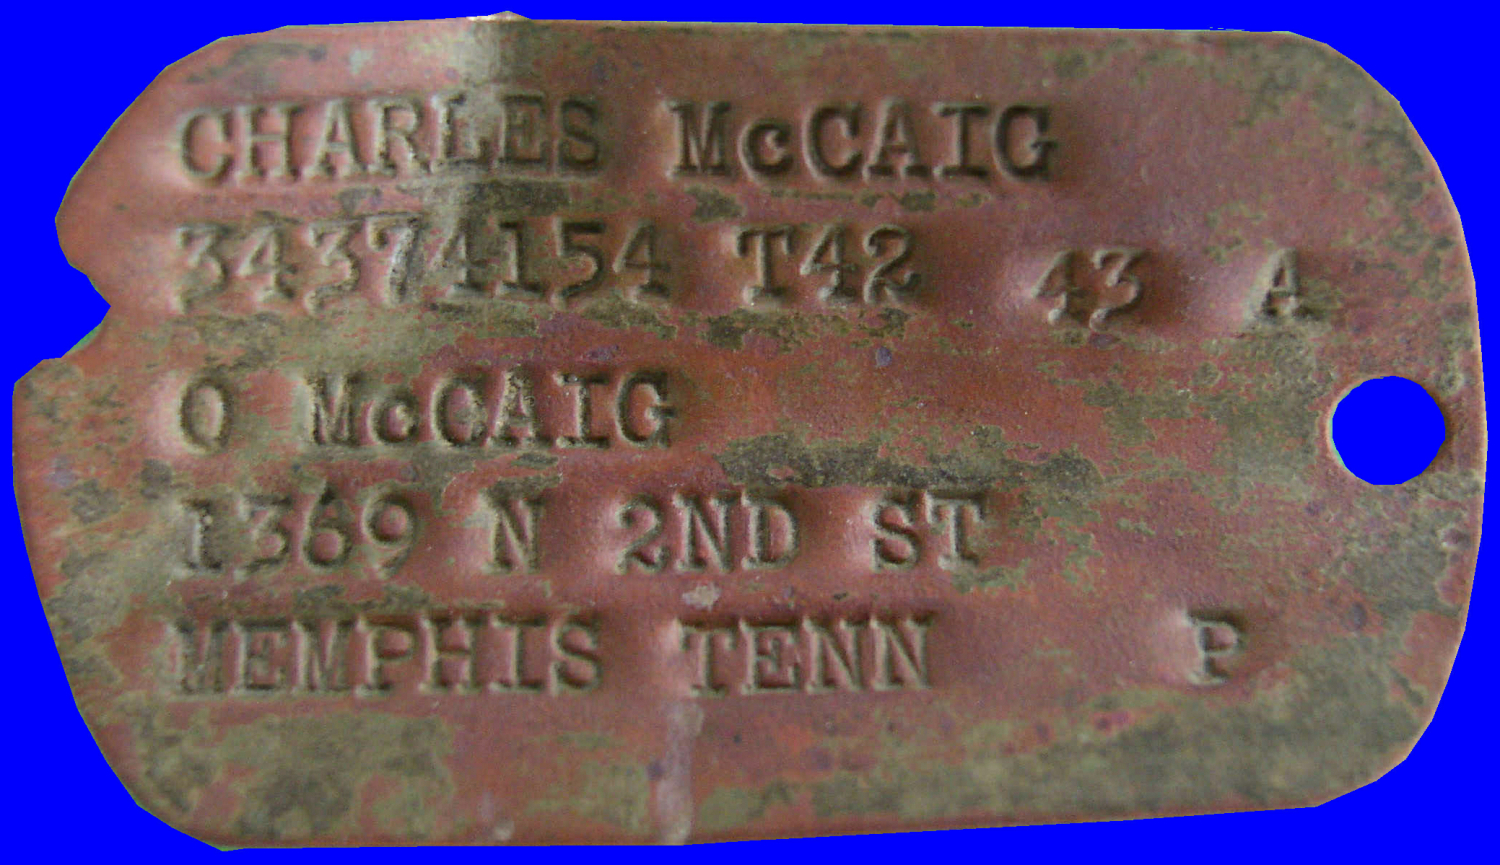 CHARLES McCAIG
34374154 T42 43 A
O McCAIG
1369 N 2ND ST
MEMPHIS TENN P